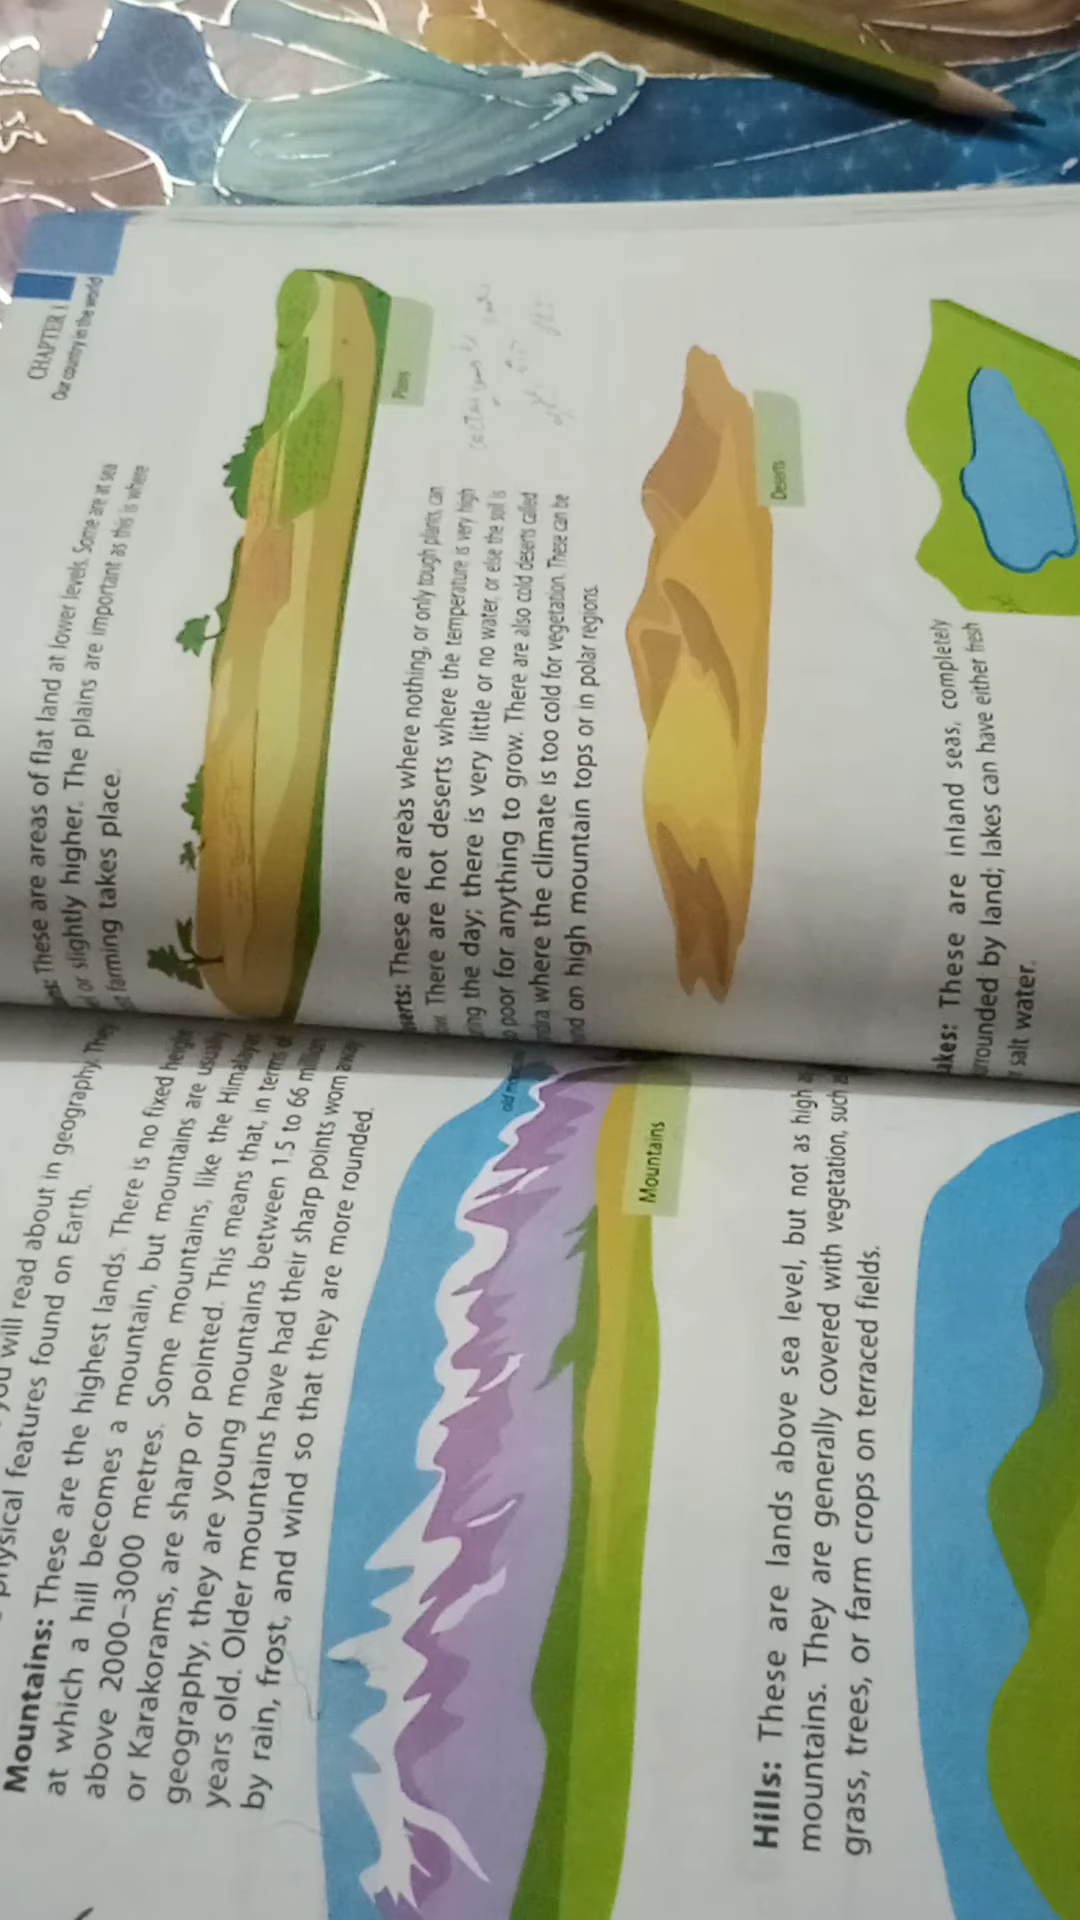 you will read about in geography. They
physical features found on Earth.
Mountains: These are the highest lands. There is no fixed height
at which a hill becomes a mountain, but mountains are usually
above 2000–3000 metres. Some mountains, like the Himalayas
or Karakorams, are sharp or pointed. This means that, in terms of
geography, they are young mountains between 1.5 to 66 million
years old. Older mountains have had their sharp points worn away
by rain, frost, and wind so that they are more rounded.
Mountains
Hills: These are lands above sea level, but not as high as
mountains. They are generally covered with vegetation, such as
grass, trees, or farm crops on terraced fields.
CHAPTER 1
Our country in the world
These are areas of flat land at lower levels. Some are at sea
or slightly higher. The plains are important as this is where
farming takes place.
Plains
These are areas where nothing, or only tough plants, can
There are hot deserts where the temperature is very high
the day; there is very little or no water, or else the soil is
poor for anything to grow. There are also cold deserts called
where the climate is too cold for vegetation. These can be
on high mountain tops or in polar regions.
Deserts
These are inland seas, completely
by land; lakes can have either fresh
salt water.